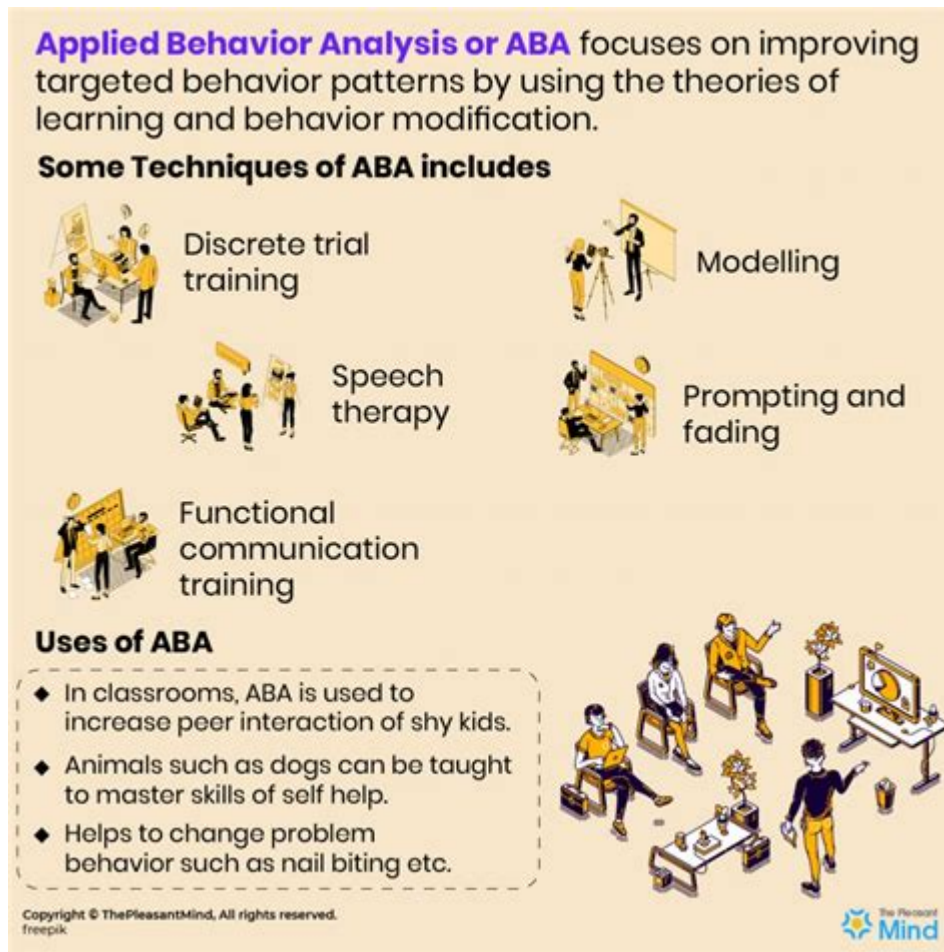 Applied Behavior Analysis or ABA focuses on improving
targeted behavior patterns by using the theories of
learning and behavior modification.
Some Techniques of ABA includes
Discrete trial
training
Modelling
Speech
therapy
Prompting and
fading
Functional
communication
training
Uses of ABA
◆ In classrooms, ABA is used to
increase peer interaction of shy kids.
◆ Animals such as dogs can be taught
to master skills of self help.
◆ Helps to change problem
behavior such as nail biting etc.
Copyright © ThePleasantMind, All rights reserved.
freepik
The Pleasant
Mind